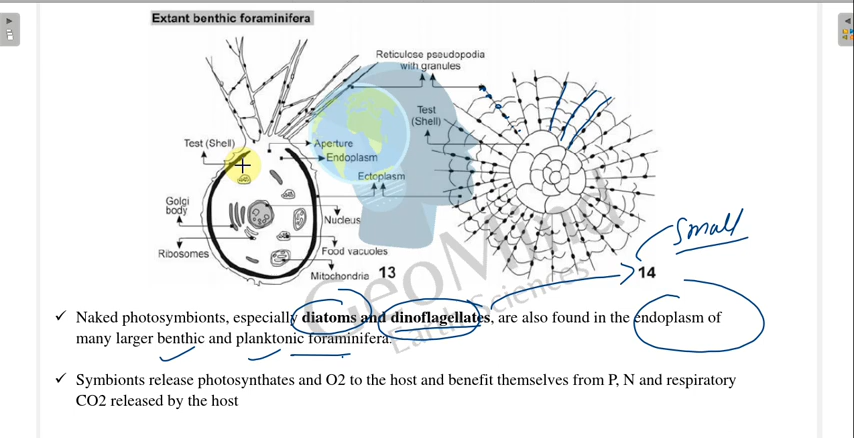 Extant benthic foraminifera
Reticulose pseudopodia
with granules
Test
(Shell)
Test (Shell)
Aperture
Endoplasm
Ectoplasm
Golgi
body
Nucleus
Ribosomes
Food vacuoles
Mitochondria
13
14
small
GeoMind
Earth Sciences
✓ Naked photosymbionts, especially diatoms and dinoflagellates, are also found in the endoplasm of
many larger benthic and planktonic foraminifera.
✓ Symbionts release photosynthates and O2 to the host and benefit themselves from P, N and respiratory
CO2 released by the host